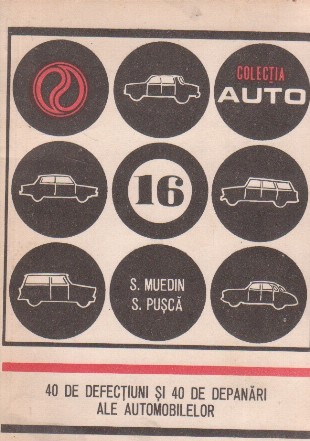 COLECȚIA
AUTO
16
S. MUEDIN
S. PUȘCĂ
40 DE DEFECȚIUNI ȘI 40 DE DEPANĂRI
ALE AUTOMOBILELOR